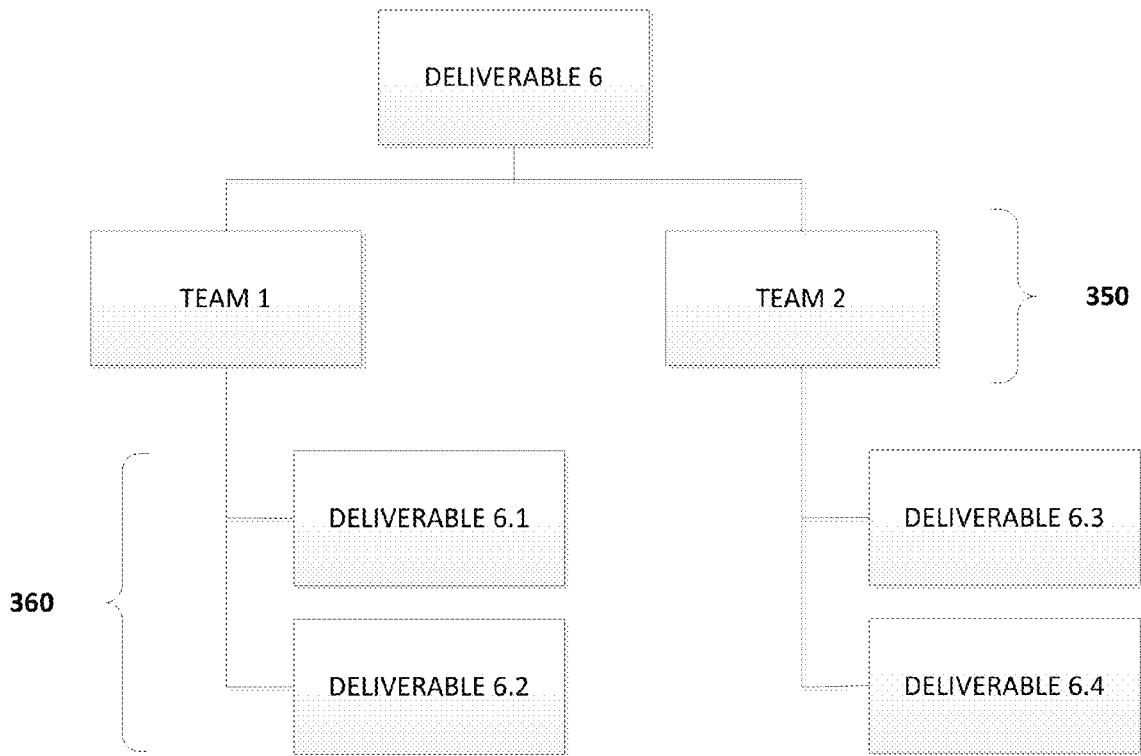 DELIVERABLE 6
TEAM 1
TEAM 2
350
DELIVERABLE 6.1
DELIVERABLE 6.3
360
DELIVERABLE 6.2
DELIVERABLE 6.4